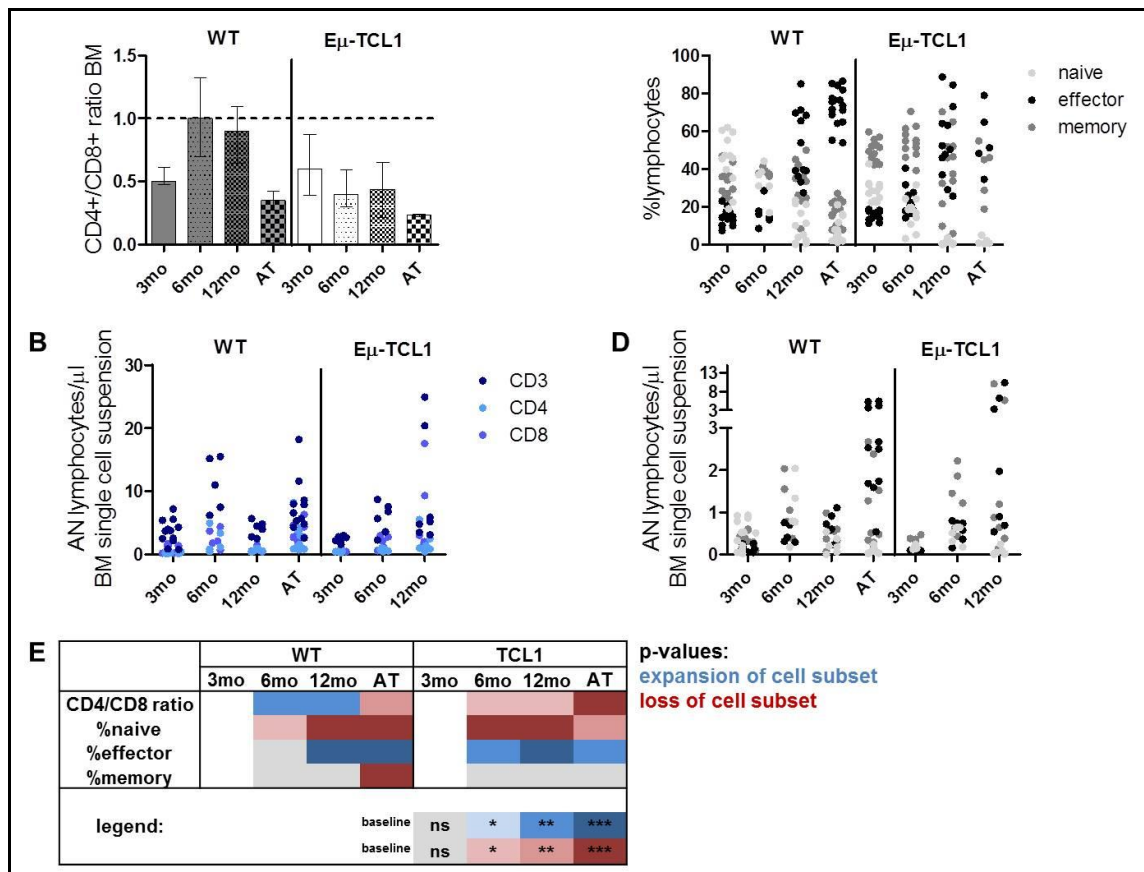 WT
Eμ-TCL1
CD4+/CD8+ ratio BM
1.5
1.0
0.5
0.0
3mo
6mo
12mo
AT
3mo
6mo
12mo
AT
WT
Eμ-TCL1
%lymphocytes
100
80
60
40
20
0
3mo
6mo
12mo
AT
3mo
6mo
12mo
AT
naive
effector
memory
B
WT
Eμ-TCL1
AN lymphocytes/μl
BM single cell suspension
30
20
10
0
3mo
6mo
12mo
AT
3mo
6mo
12mo
CD3
CD4
CD8
D
WT
Eμ-TCL1
AN lymphocytes/μl
BM single cell suspension
13
8
3
3
2
1
0
3mo
6mo
12mo
AT
3mo
6mo
12mo
E
WT TCL1
3mo 6mo 12mo AT 3mo 6mo 12mo AT
CD4/CD8 ratio
%naive
%effector
%memory
legend:
baseline ns * ** ***
baseline ns * ** ***
p-values:
expansion of cell subset
loss of cell subset